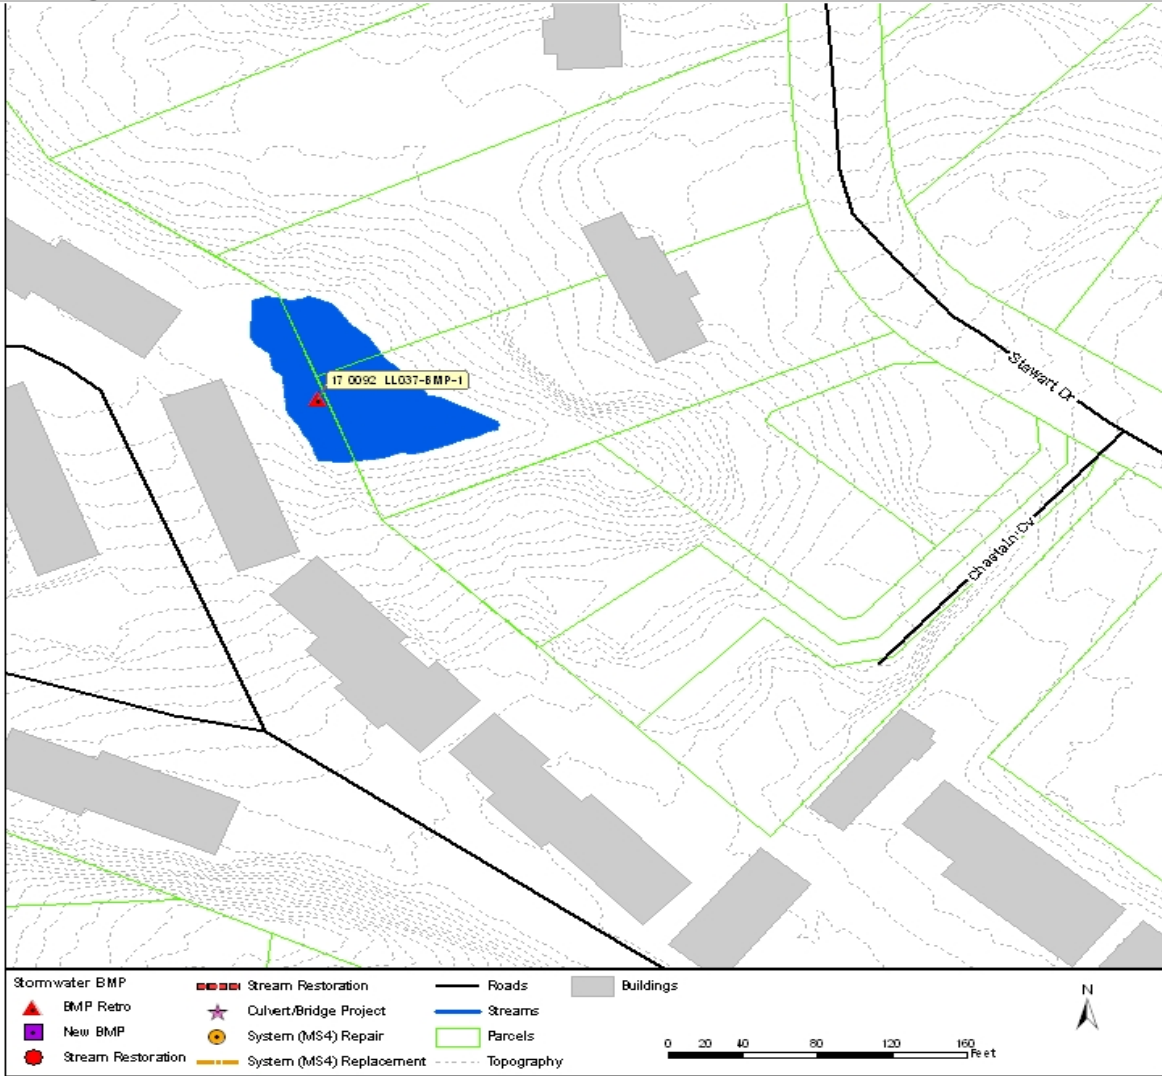 17 0092 LL037-BMP-1
Stewart Dr
Chastain Cv
Stormwater BMP
BMP Retro
New BMP
Stream Restoration
Stream Restoration
Culvert/Bridge Project
System (MS4) Repair
System (MS4) Replacement
Roads
Streams
Parcels
Topography
Buildings
N
0 20 40 80 120 160
Feet